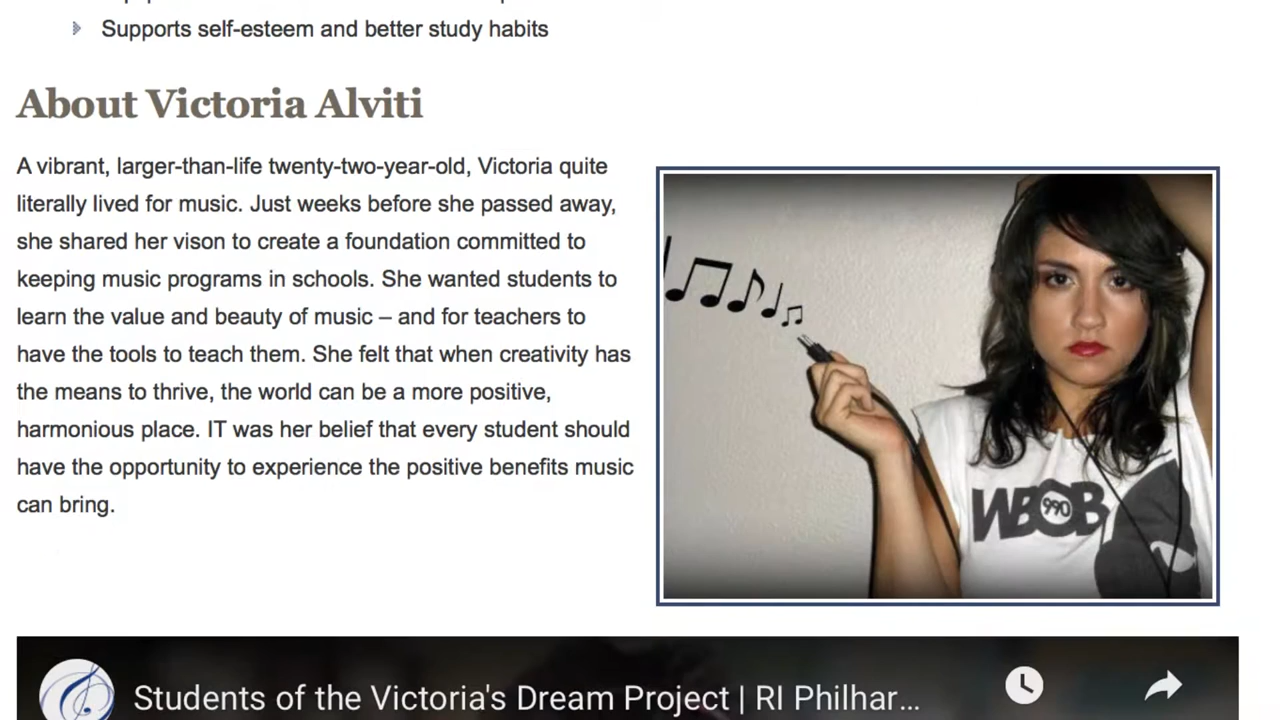 Supports self-esteem and better study habits
About Victoria Alviti
A vibrant, larger-than-life twenty-two-year-old, Victoria quite
literally lived for music. Just weeks before she passed away,
she shared her vison to create a foundation committed to
keeping music programs in schools. She wanted students to
learn the value and beauty of music – and for teachers to
have the tools to teach them. She felt that when creativity has
the means to thrive, the world can be a more positive,
harmonious place. IT was her belief that every student should
have the opportunity to experience the positive benefits music
can bring.
WBOB
990
Students of the Victoria's Dream Project | RI Philhar...